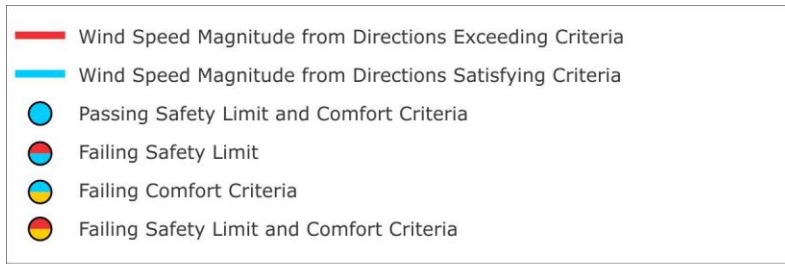 Wind Speed Magnitude from Directions Exceeding Criteria
Wind Speed Magnitude from Directions Satisfying Criteria
Passing Safety Limit and Comfort Criteria
Failing Safety Limit
Failing Comfort Criteria
Failing Safety Limit and Comfort Criteria